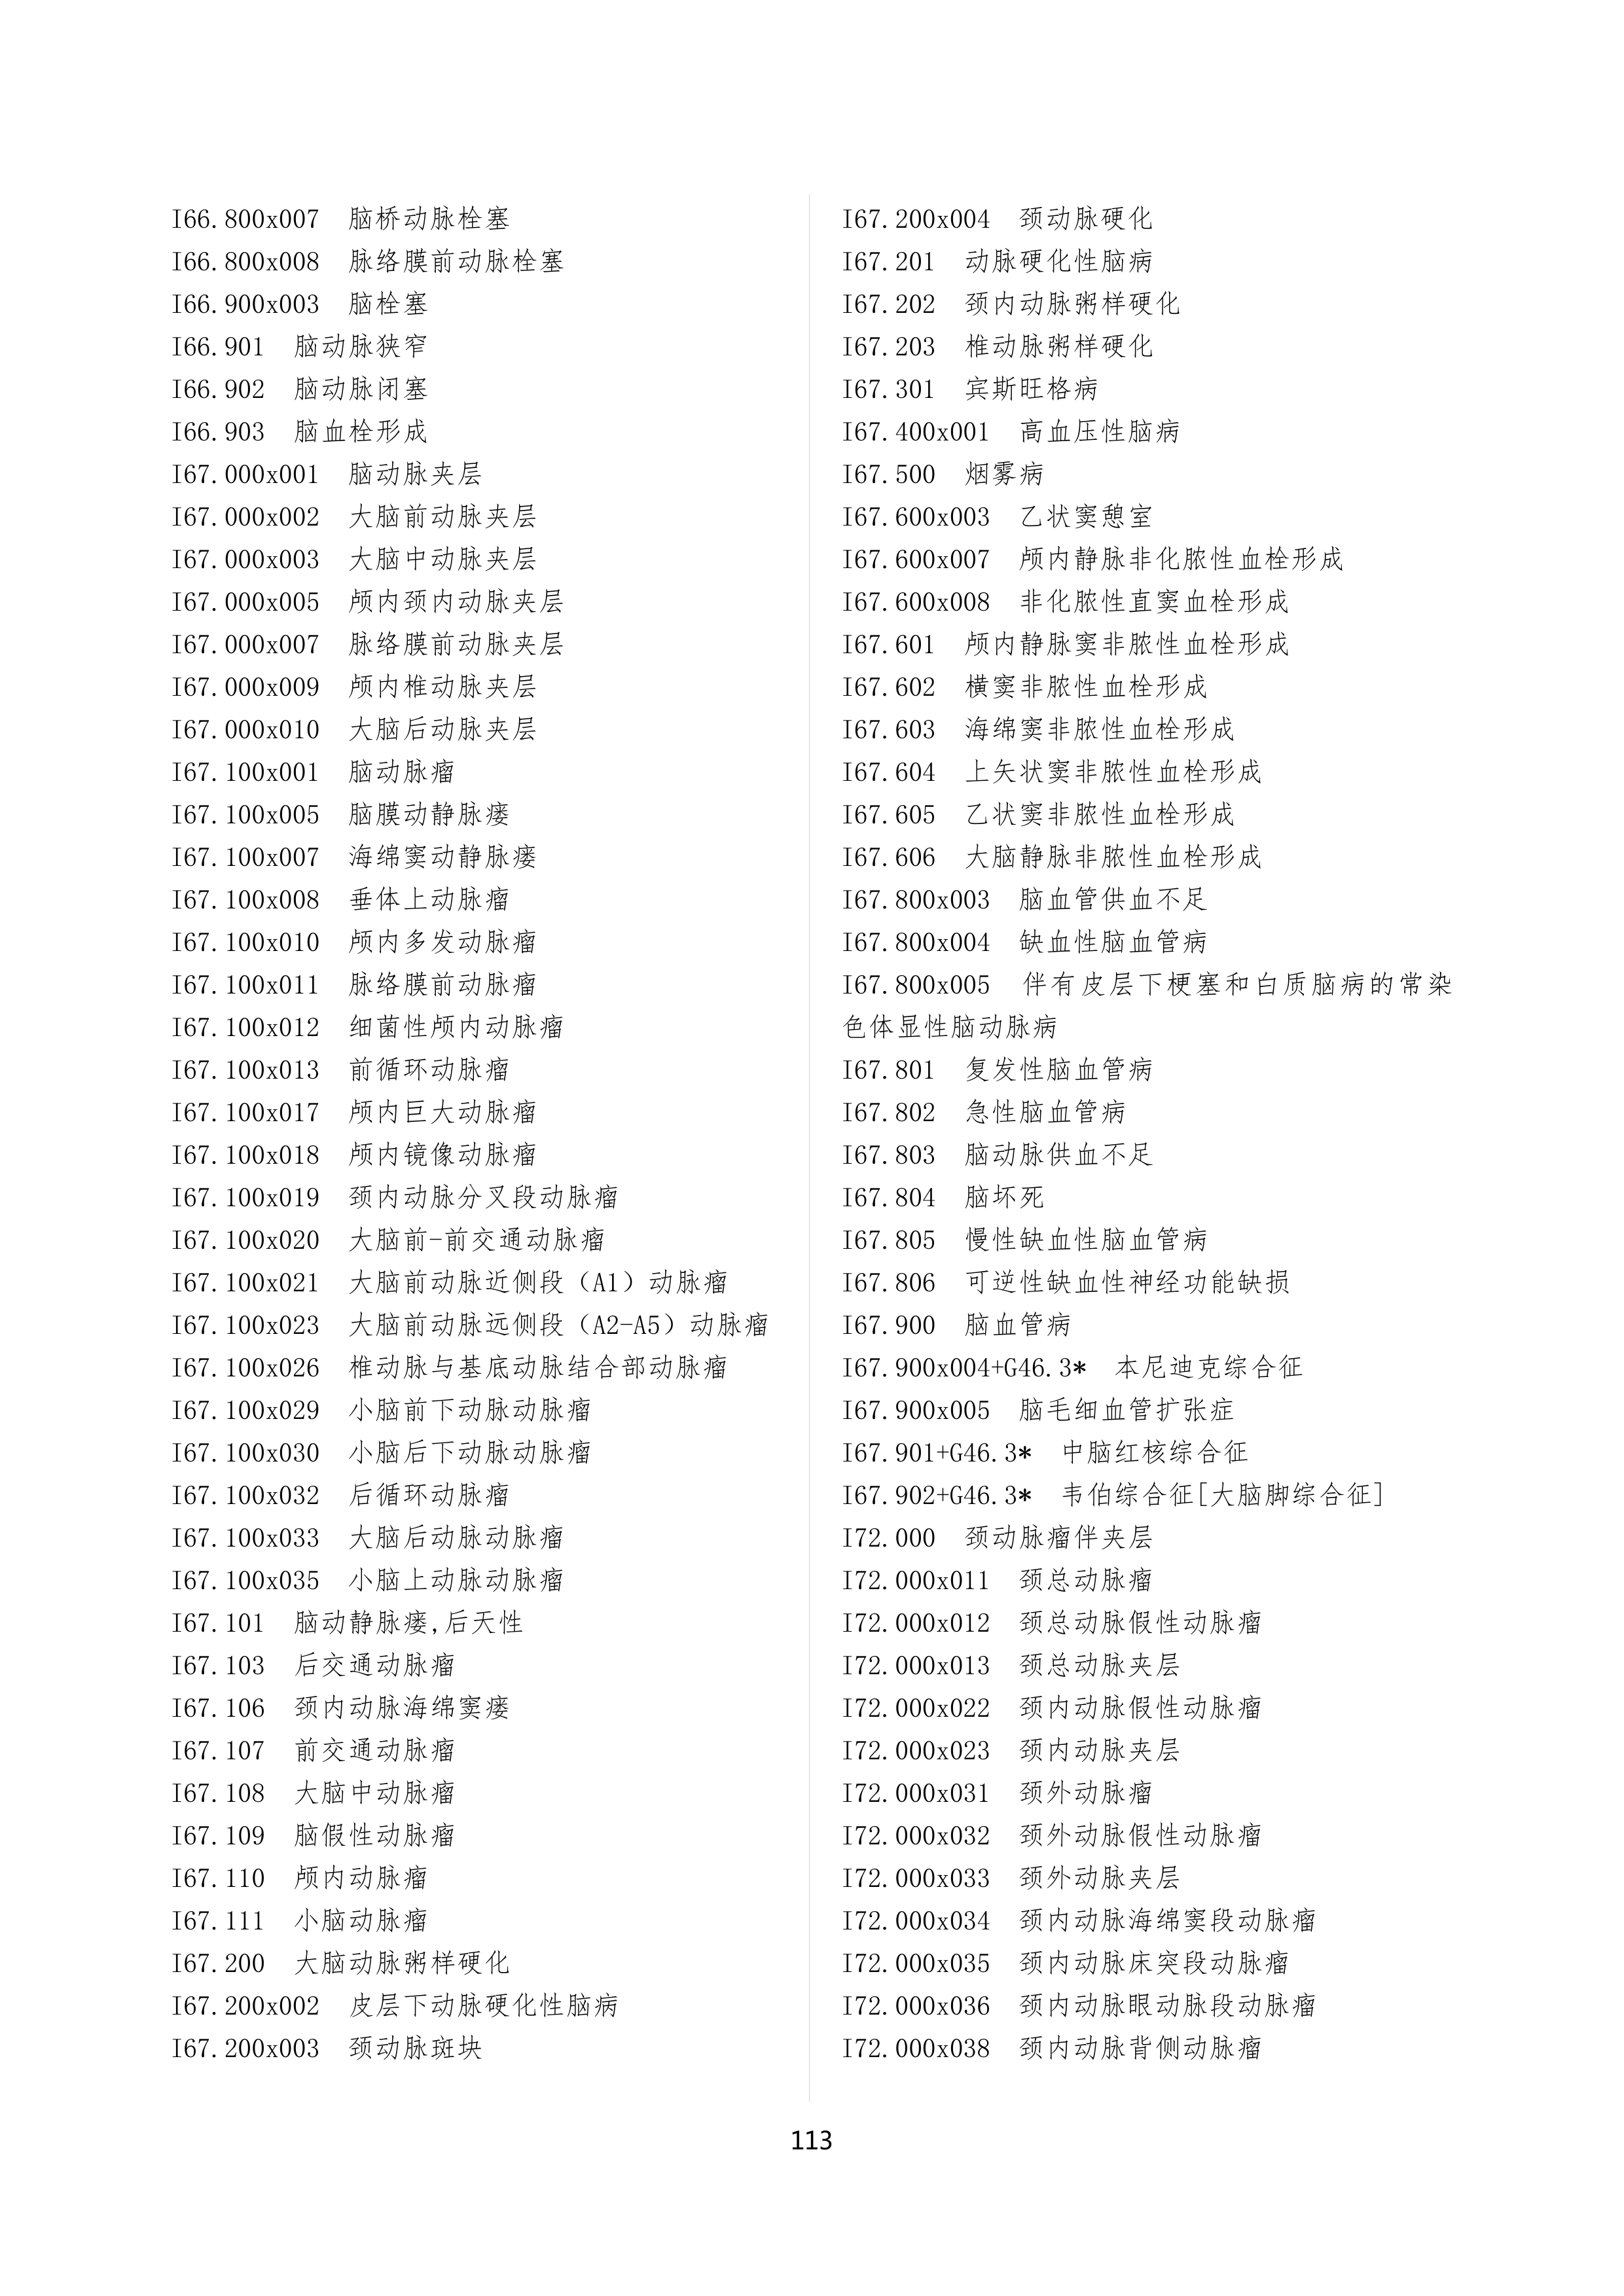 I66.800x007 脑桥动脉栓塞
I66.800x008 脉络膜前动脉栓塞
I66.900x003 脑栓塞
I66.901 脑动脉狭窄
I66.902 脑动脉闭塞
I66.903 脑血栓形成
I67.000x001 脑动脉夹层
I67.000x002 大脑前动脉夹层
I67.000x003 大脑中动脉夹层
I67.000x005 颅内颈内动脉夹层
I67.000x007 脉络膜前动脉夹层
I67.000x009 颅内椎动脉夹层
I67.000x010 大脑后动脉夹层
I67.100x001 脑动脉瘤
I67.100x005 脑膜动静脉瘘
I67.100x007 海绵窦动静脉瘘
I67.100x008 垂体上动脉瘤
I67.100x010 颅内多发动脉瘤
I67.100x011 脉络膜前动脉瘤
I67.100x012 细菌性颅内动脉瘤
I67.100x013 前循环动脉瘤
I67.100x017 颅内巨大动脉瘤
I67.100x018 颅内镜像动脉瘤
I67.100x019 颈内动脉分叉段动脉瘤
I67.100x020 大脑前-前交通动脉瘤
I67.100x021 大脑前动脉近侧段（A1）动脉瘤
I67.100x023 大脑前动脉远侧段（A2-A5）动脉瘤
I67.100x026 椎动脉与基底动脉结合部动脉瘤
I67.100x029 小脑前下动脉动脉瘤
I67.100x030 小脑后下动脉动脉瘤
I67.100x032 后循环动脉瘤
I67.100x033 大脑后动脉动脉瘤
I67.100x035 小脑上动脉动脉瘤
I67.101 脑动静脉瘘,后天性
I67.103 后交通动脉瘤
I67.106 颈内动脉海绵窦瘘
I67.107 前交通动脉瘤
I67.108 大脑中动脉瘤
I67.109 脑假性动脉瘤
I67.110 颅内动脉瘤
I67.111 小脑动脉瘤
I67.200 大脑动脉粥样硬化
I67.200x002 皮层下动脉硬化性脑病
I67.200x003 颈动脉斑块
I67.200x004 颈动脉硬化
I67.201 动脉硬化性脑病
I67.202 颈内动脉粥样硬化
I67.203 椎动脉粥样硬化
I67.301 宾斯旺格病
I67.400x001 高血压性脑病
I67.500 烟雾病
I67.600x003 乙状窦憩室
I67.600x007 颅内静脉非化脓性血栓形成
I67.600x008 非化脓性直窦血栓形成
I67.601 颅内静脉窦非脓性血栓形成
I67.602 横窦非脓性血栓形成
I67.603 海绵窦非脓性血栓形成
I67.604 上矢状窦非脓性血栓形成
I67.605 乙状窦非脓性血栓形成
I67.606 大脑静脉非脓性血栓形成
I67.800x003 脑血管供血不足
I67.800x004 缺血性脑血管病
I67.800x005 伴有皮层下梗塞和白质脑病的常染
色体显性脑动脉病
I67.801 复发性脑血管病
I67.802 急性脑血管病
I67.803 脑动脉供血不足
I67.804 脑坏死
I67.805 慢性缺血性脑血管病
I67.806 可逆性缺血性神经功能缺损
I67.900 脑血管病
I67.900x004+G46.3* 本尼迪克综合征
I67.900x005 脑毛细血管扩张症
I67.901+G46.3* 中脑红核综合征
I67.902+G46.3* 韦伯综合征[大脑脚综合征]
I72.000 颈动脉瘤伴夹层
I72.000x011 颈总动脉瘤
I72.000x012 颈总动脉假性动脉瘤
I72.000x013 颈总动脉夹层
I72.000x022 颈内动脉假性动脉瘤
I72.000x023 颈内动脉夹层
I72.000x031 颈外动脉瘤
I72.000x032 颈外动脉假性动脉瘤
I72.000x033 颈外动脉夹层
I72.000x034 颈内动脉海绵窦段动脉瘤
I72.000x035 颈内动脉床突段动脉瘤
I72.000x036 颈内动脉眼动脉段动脉瘤
I72.000x038 颈内动脉背侧动脉瘤
113